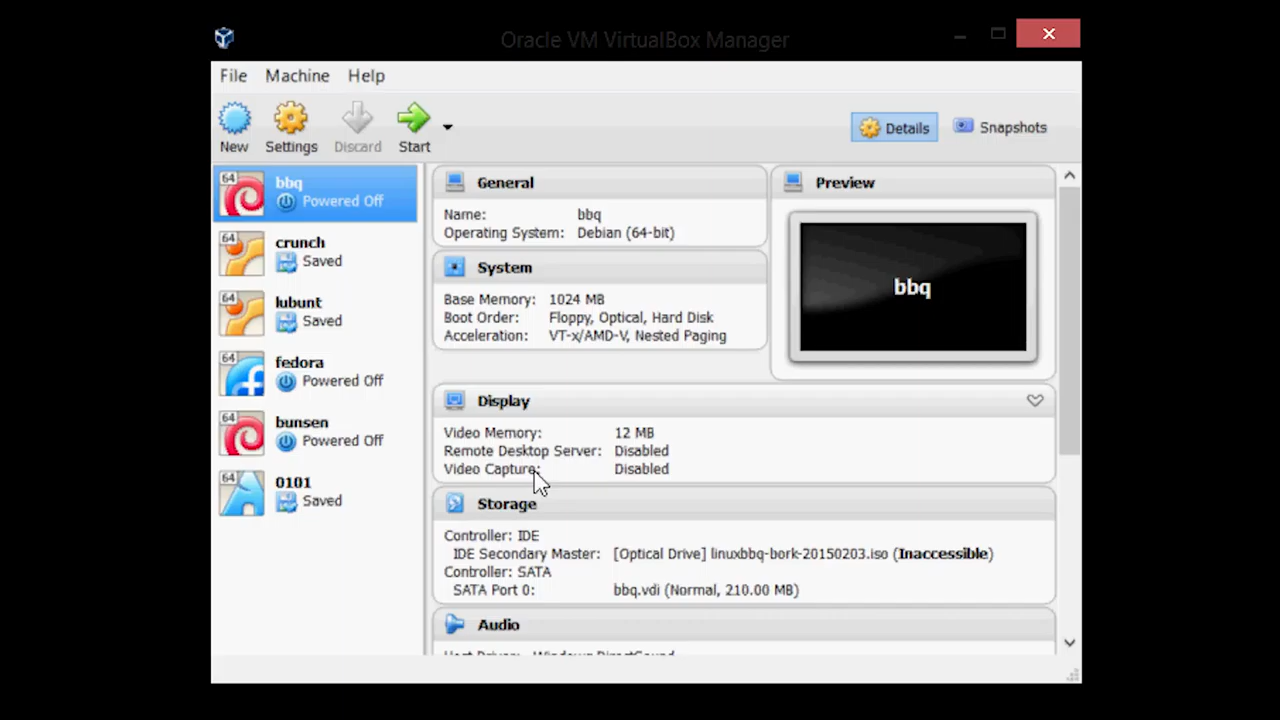 Oracle VM VirtualBox Manager
File Machine Help
New Settings Discard Start
Details Snapshots
64 bbq
Powered Off
64 crunch
Saved
64 lubunt
Saved
64 fedora
Powered Off
64 bunsen
Powered Off
64 0101
Saved
General
Name: bbq
Operating System: Debian (64-bit)
System
Base Memory: 1024 MB
Boot Order: Floppy, Optical, Hard Disk
Acceleration: VT-x/AMD-V, Nested Paging
Preview
bbq
Display
Video Memory: 12 MB
Remote Desktop Server: Disabled
Video Capture: Disabled
Storage
Controller: IDE
IDE Secondary Master: [Optical Drive] linuxbbq-bork-20150203.iso (Inaccessible)
Controller: SATA
SATA Port 0: bbq.vdi (Normal, 210.00 MB)
Audio
Host Driver: Windows DirectSound